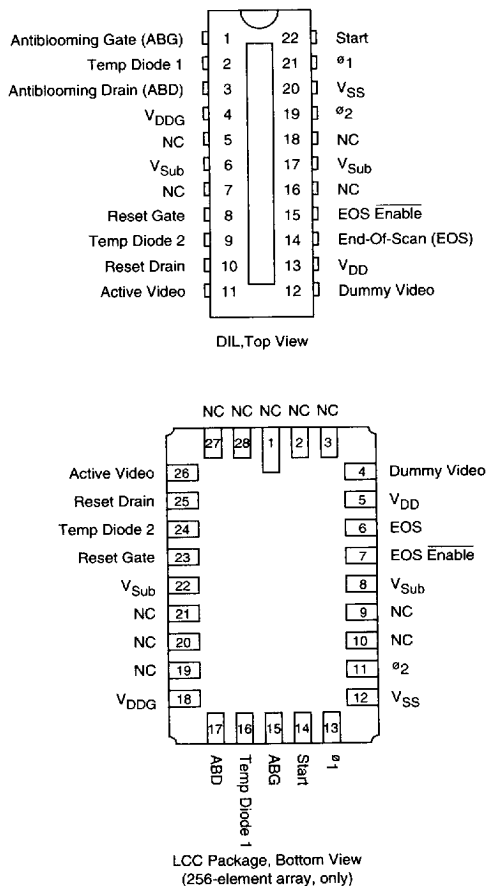 Antiblooming Gate (ABG) 1 22 Start
Temp Diode 1 2 21 ø1
Antiblooming Drain (ABD) 3 20 VSS
VDDG 4 19 ø2
NC 5 18 NC
VSub 6 17 VSub
NC 7 16 NC
Reset Gate 8 15 EOS Enable
Temp Diode 2 9 14 End-Of-Scan (EOS)
Reset Drain 10 13 VDD
Active Video 11 12 Dummy Video
DIL,Top View
NC NC NC NC NC
27 28 1 2 3
Active Video 26 4 Dummy Video
Reset Drain 25 5 VDD
Temp Diode 2 24 6 EOS
Reset Gate 23 7 EOS Enable
VSub 22 8 VSub
NC 21 9 NC
NC 20 10 NC
NC 19 11 ø2
VDDG 18 12 VSS
17 16 15 14 13
ABD Temp Diode 1 ABG Start ø1
LCC Package, Bottom View
(256-element array, only)